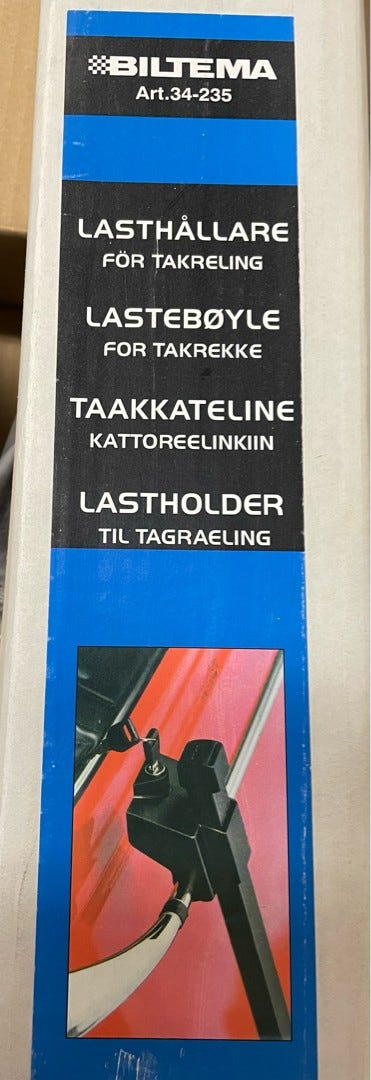 BILTEMA
Art.34-235
LASTHÅLLARE
FÖR TAKRELING
LASTEBØYLE
FOR TAKREKKE
TAAKKATELINE
KATTOREELINKIIN
LASTHOLDER
TIL TAGRAELING